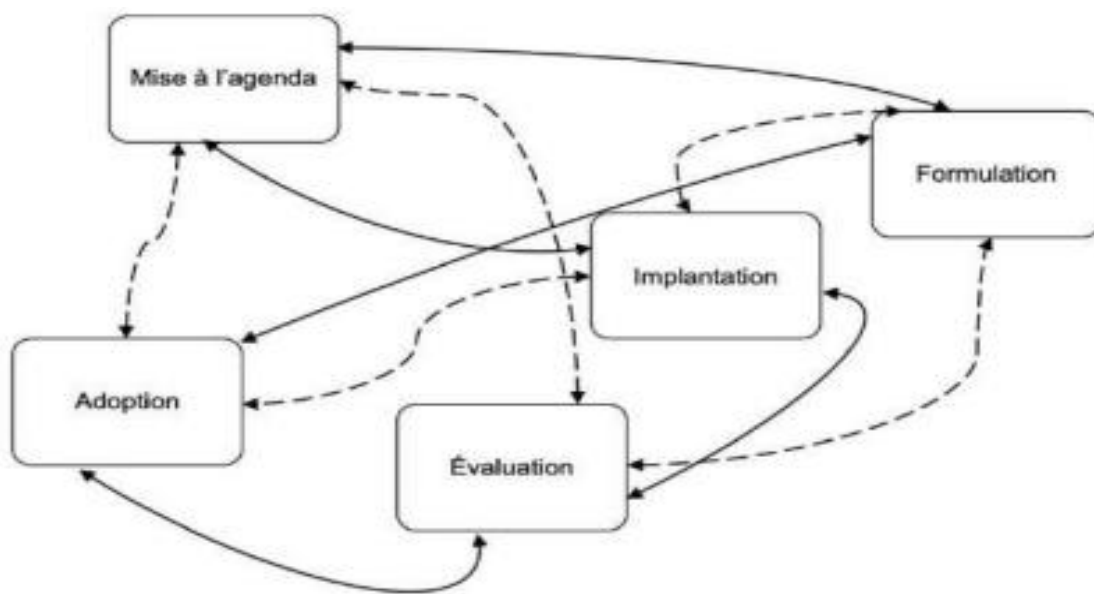 Mise à l'agenda
Formulation
Implantation
Adoption
Évaluation